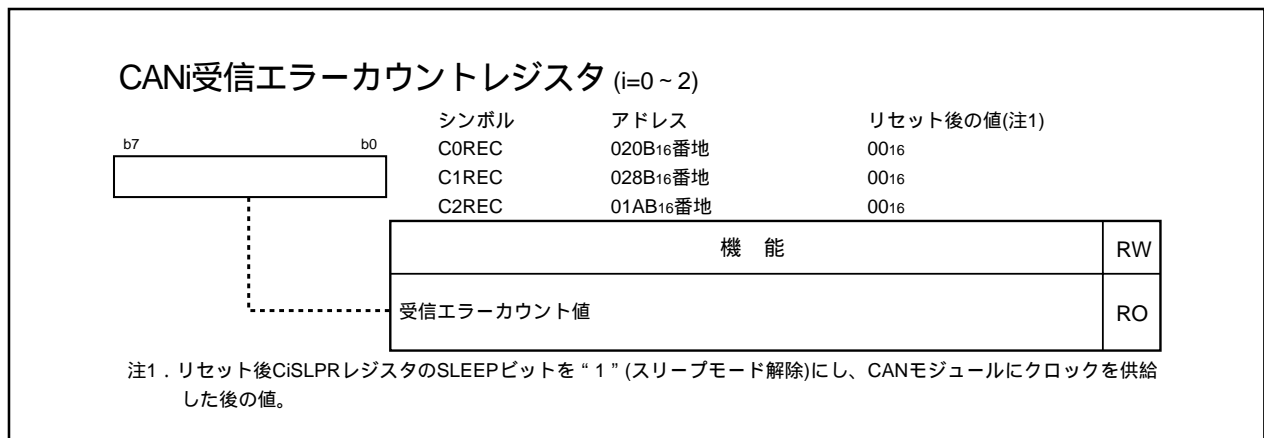 CANi受信エラーカウントレジスタ (i=0~2)
シンボル アドレス リセット後の値(注1)
b7 b0
C0REC 020B16番地 0016
C1REC 028B16番地 0016
C2REC 01AB16番地 0016
機 能 RW
受信エラーカウント値 RO
注1．リセット後CiSLPRレジスタのSLEEPビットを“1”(スリープモード解除)にし、CANモジュールにクロックを供給
した後の値。